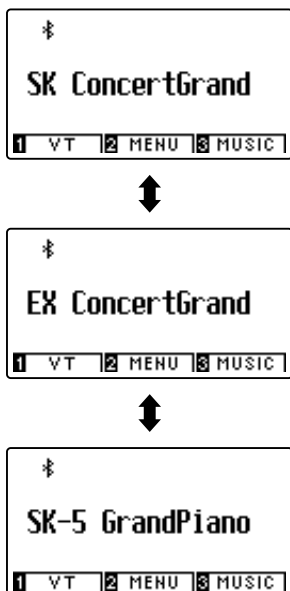 SK ConcertGrand
1 VT 2 MENU 3 MUSIC
EX ConcertGrand
1 VT 2 MENU 3 MUSIC
SK-5 GrandPiano
1 VT 2 MENU 3 MUSIC